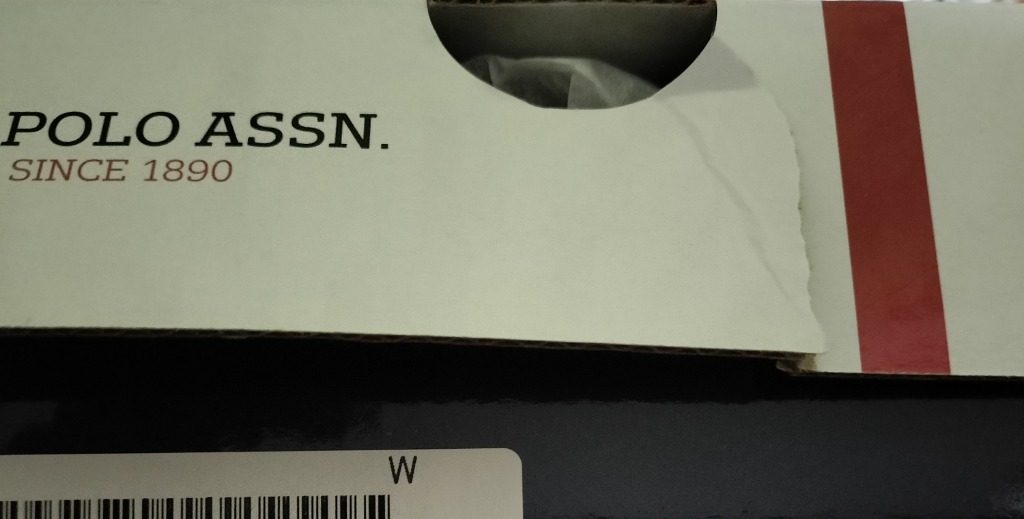 POLO ASSN.
SINCE 1890
W